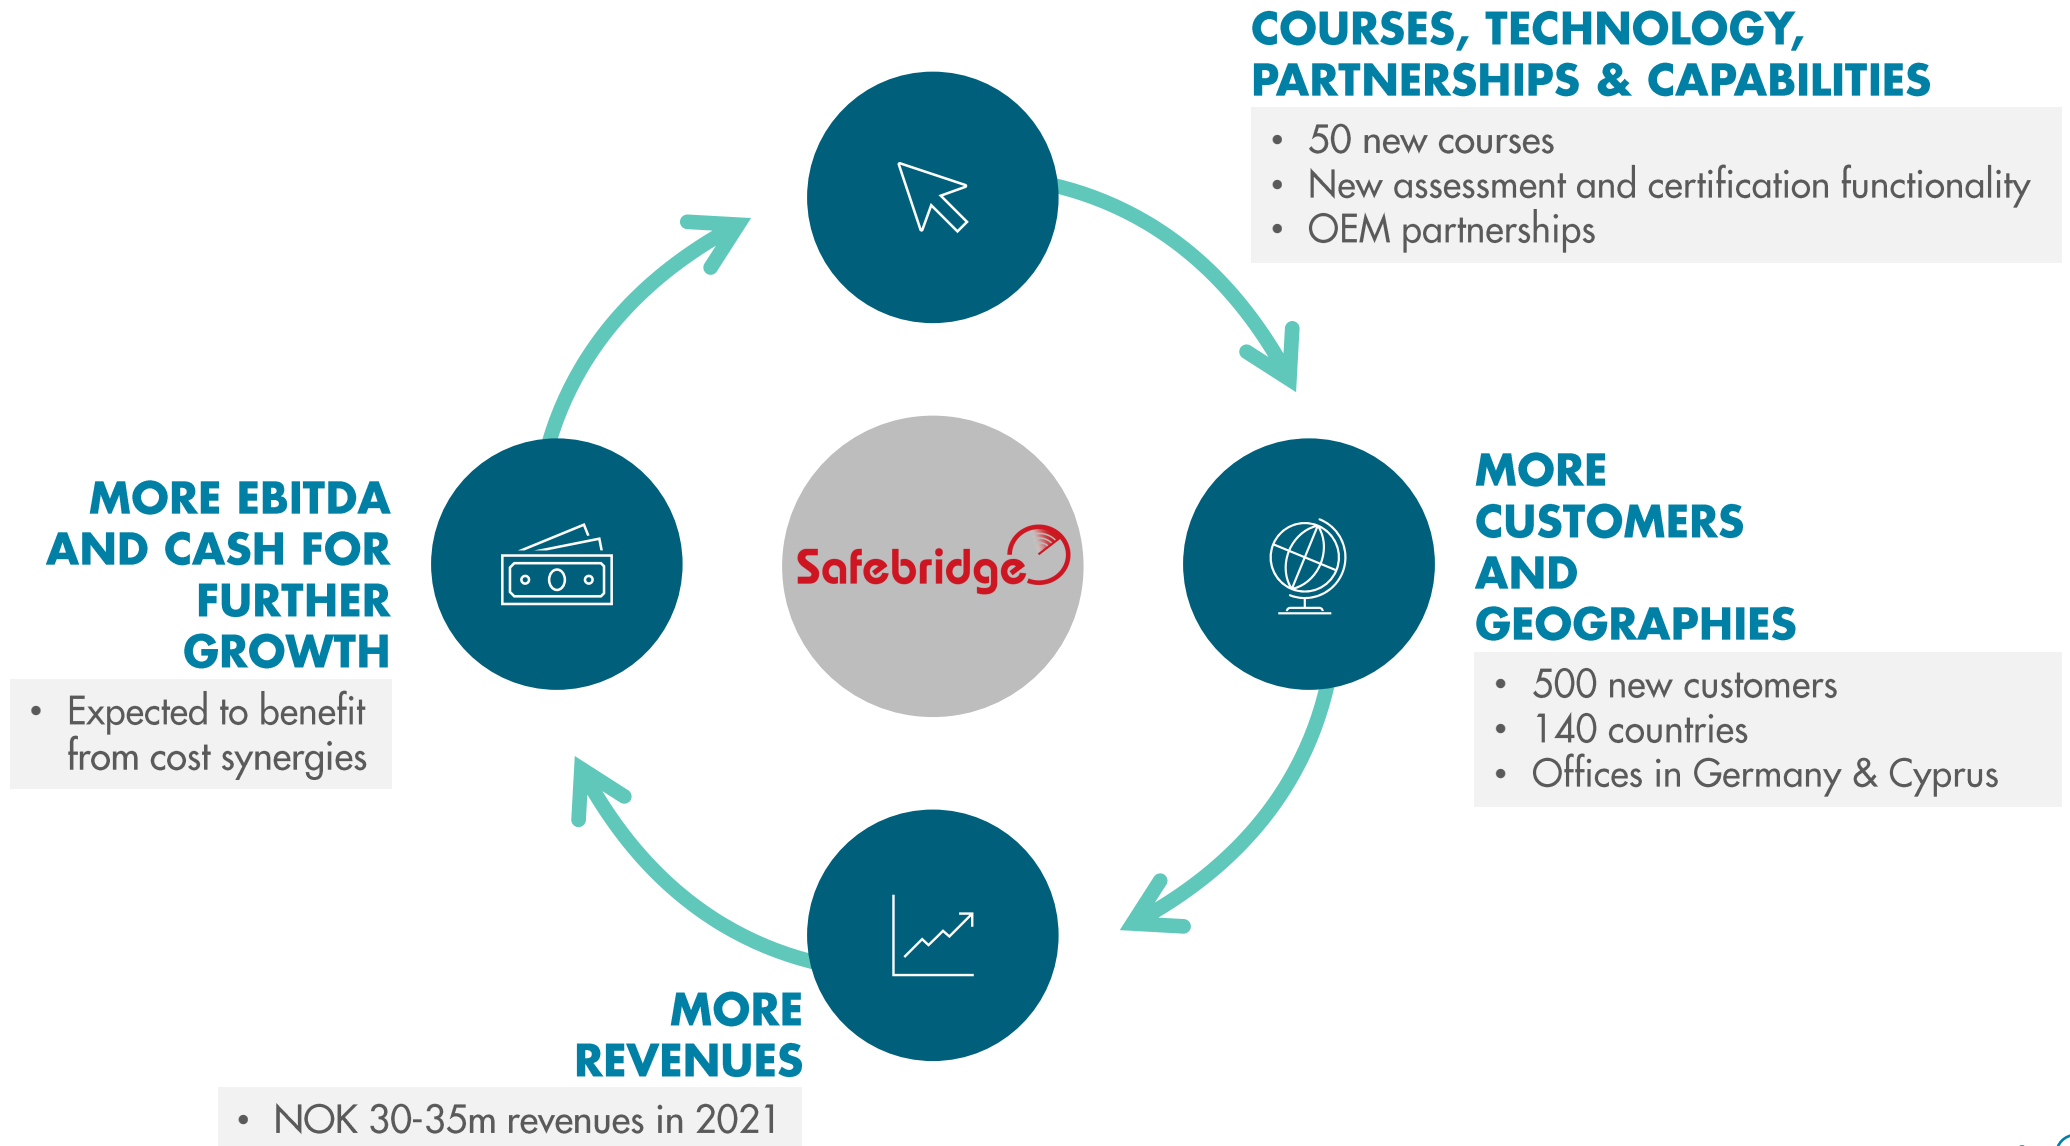 COURSES, TECHNOLOGY,
PARTNERSHIPS & CAPABILITIES
• 50 new courses
• New assessment and certification functionality
• OEM partnerships
MORE
CUSTOMERS
AND
GEOGRAPHIES
• 500 new customers
• 140 countries
• Offices in Germany & Cyprus
MORE
REVENUES
• NOK 30-35m revenues in 2021
MORE EBITDA
AND CASH FOR
FURTHER
GROWTH
• Expected to benefit
from cost synergies
Safebridge